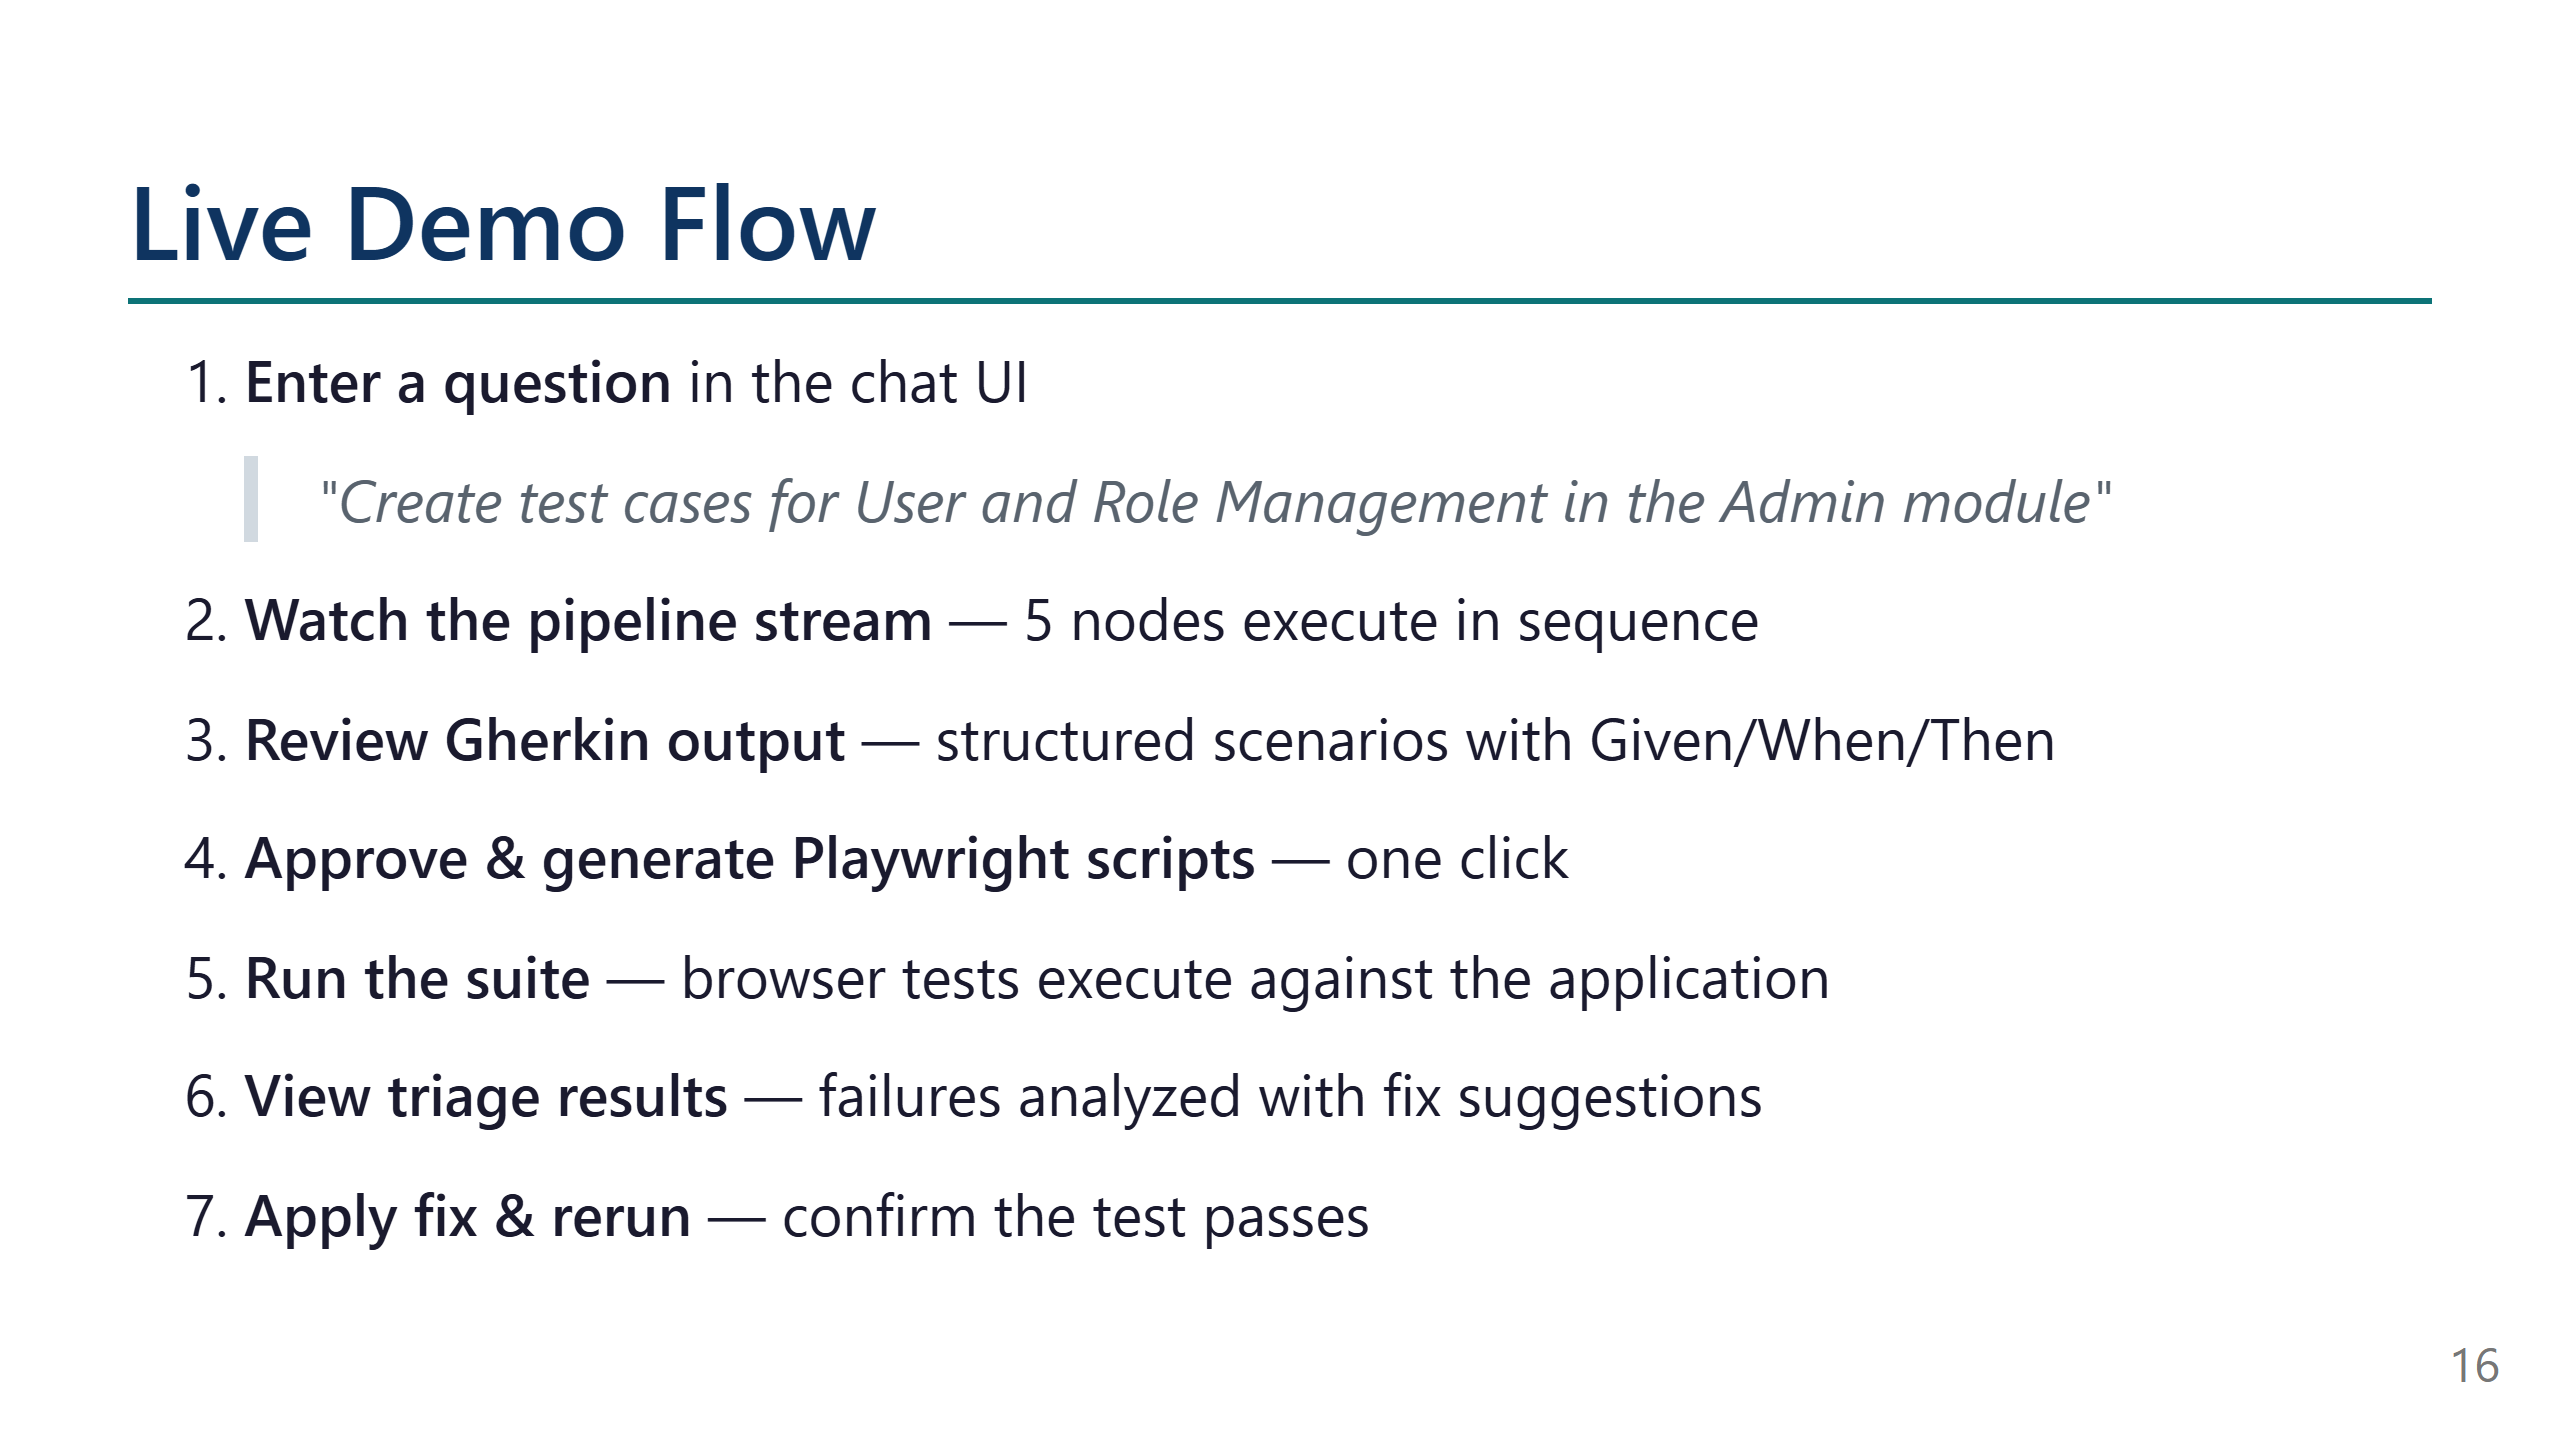 Live Demo Flow
1. Enter a question in the chat UI
"Create test cases for User and Role Management in the Admin module"
2. Watch the pipeline stream — 5 nodes execute in sequence
3. Review Gherkin output — structured scenarios with Given/When/Then
4. Approve & generate Playwright scripts — one click
5. Run the suite — browser tests execute against the application
6. View triage results — failures analyzed with fix suggestions
7. Apply fix & rerun — confirm the test passes
16